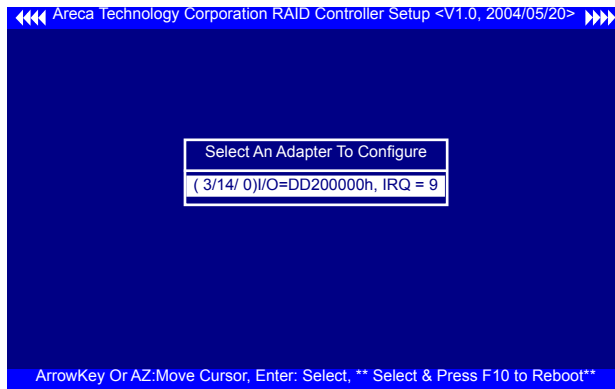 Areca Technology Corporation RAID Controller Setup <V1.0, 2004/05/20>
Select An Adapter To Configure
( 3/14/ 0)I/O=DD200000h, IRQ = 9
ArrowKey Or AZ:Move Cursor, Enter: Select, ** Select & Press F10 to Reboot**